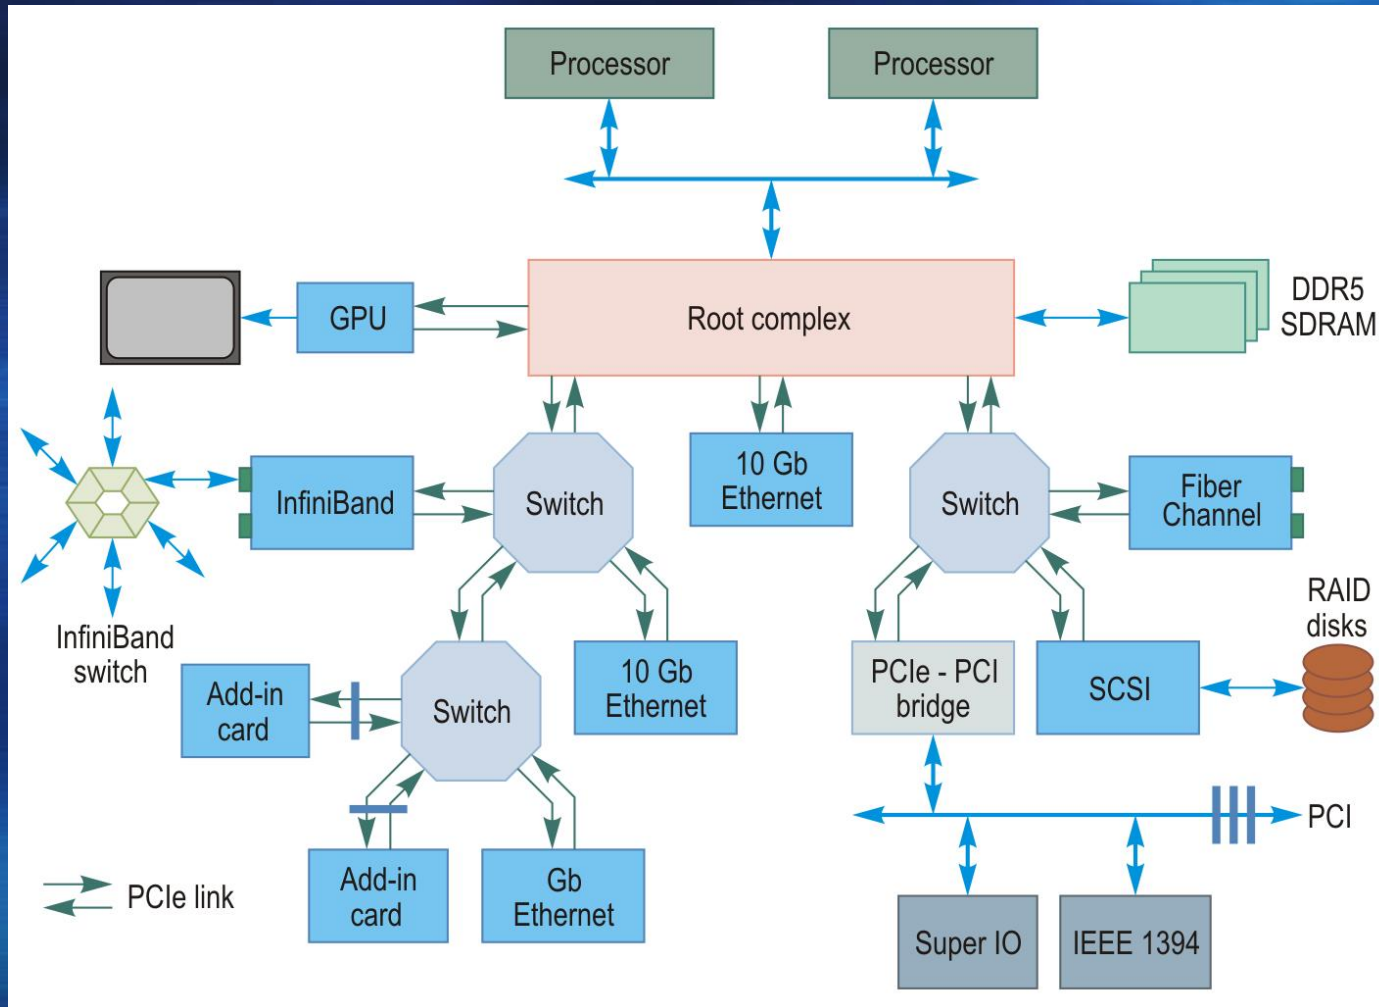 Processor
Processor
GPU
Root complex
DDR5
SDRAM
InfiniBand
Switch
10 Gb
Ethernet
Switch
Fiber
Channel
InfiniBand
switch
RAID
disks
Add-in
card
Switch
10 Gb
Ethernet
PCIe - PCI
bridge
SCSI
PCI
PCIe link
Add-in
card
Gb
Ethernet
Super IO
IEEE 1394